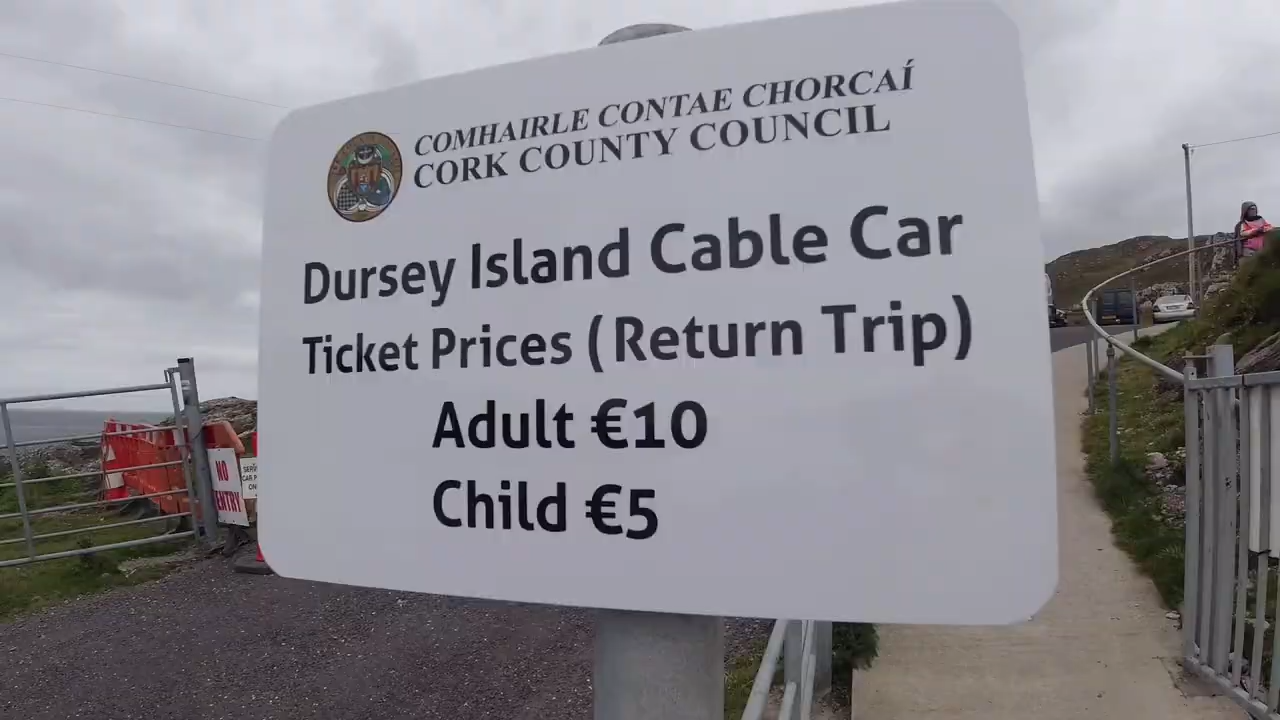 COMHAIRLE CONTAE CHORCAÍ
CORK COUNTY COUNCIL
Dursey Island Cable Car
Ticket Prices (Return Trip)
Adult €10
Child €5
NO
ENTRY